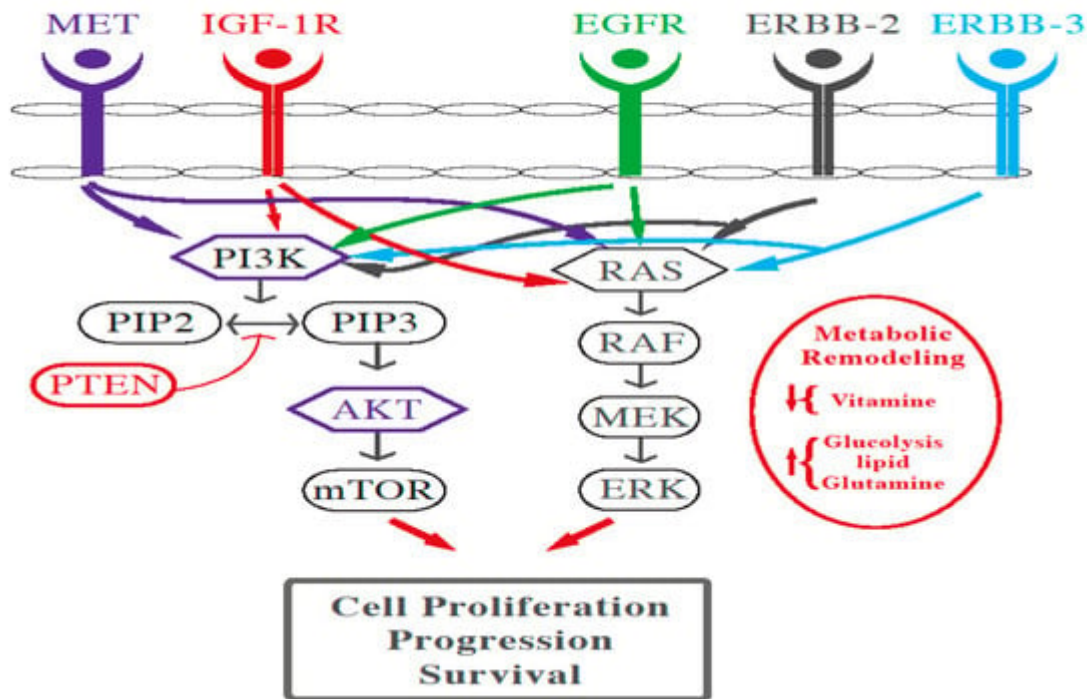 MET IGF-1R EGFR ERBB-2 ERBB-3
PI3K
RAS
PIP2
PIP3
RAF
PTEN
AKT
MEK
mTOR
ERK
Metabolic
Remodeling
Vitamine
Glucolysis
lipid
Glutamine
Cell Proliferation
Progression
Survival